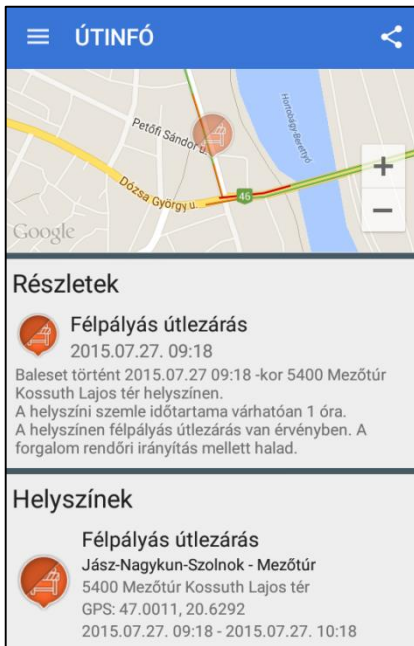 ÚTINFÓ
Petőfi Sándor u.
Hortobágy-Berettyó
Dózsa György u.
46
+
−
Google
Részletek
Félpályás útlezárás
2015.07.27. 09:18
Baleset történt 2015.07.27 09:18 -kor 5400 Mezőtúr
Kossuth Lajos tér helyszínen.
A helyszíni szemle időtartama várhatóan 1 óra.
A helyszínen félpályás útlezárás van érvényben. A
forgalom rendőri irányítás mellett halad.
Helyszínek
Félpályás útlezárás
Jász-Nagykun-Szolnok - Mezőtúr
5400 Mezőtúr Kossuth Lajos tér
GPS: 47.0011, 20.6292
2015.07.27. 09:18 - 2015.07.27. 10:18